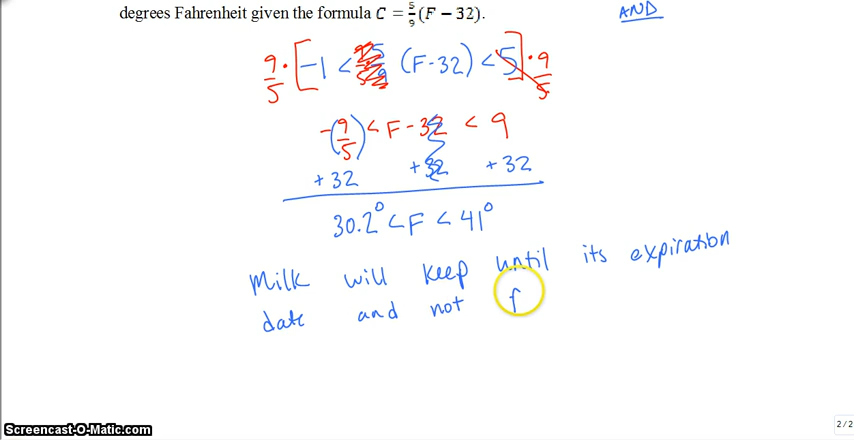 degrees Fahrenheit given the formula C = 5/9 (F − 32).
AND
9/5 · [ −1 < (F-32) < 5 ] · 9/5
-(9/5) < F - 32 < 9
+32 +32 +32
30.2° < F < 41°
Milk will keep until its expiration
date and not f
Screencast-O-Matic.com
2/2